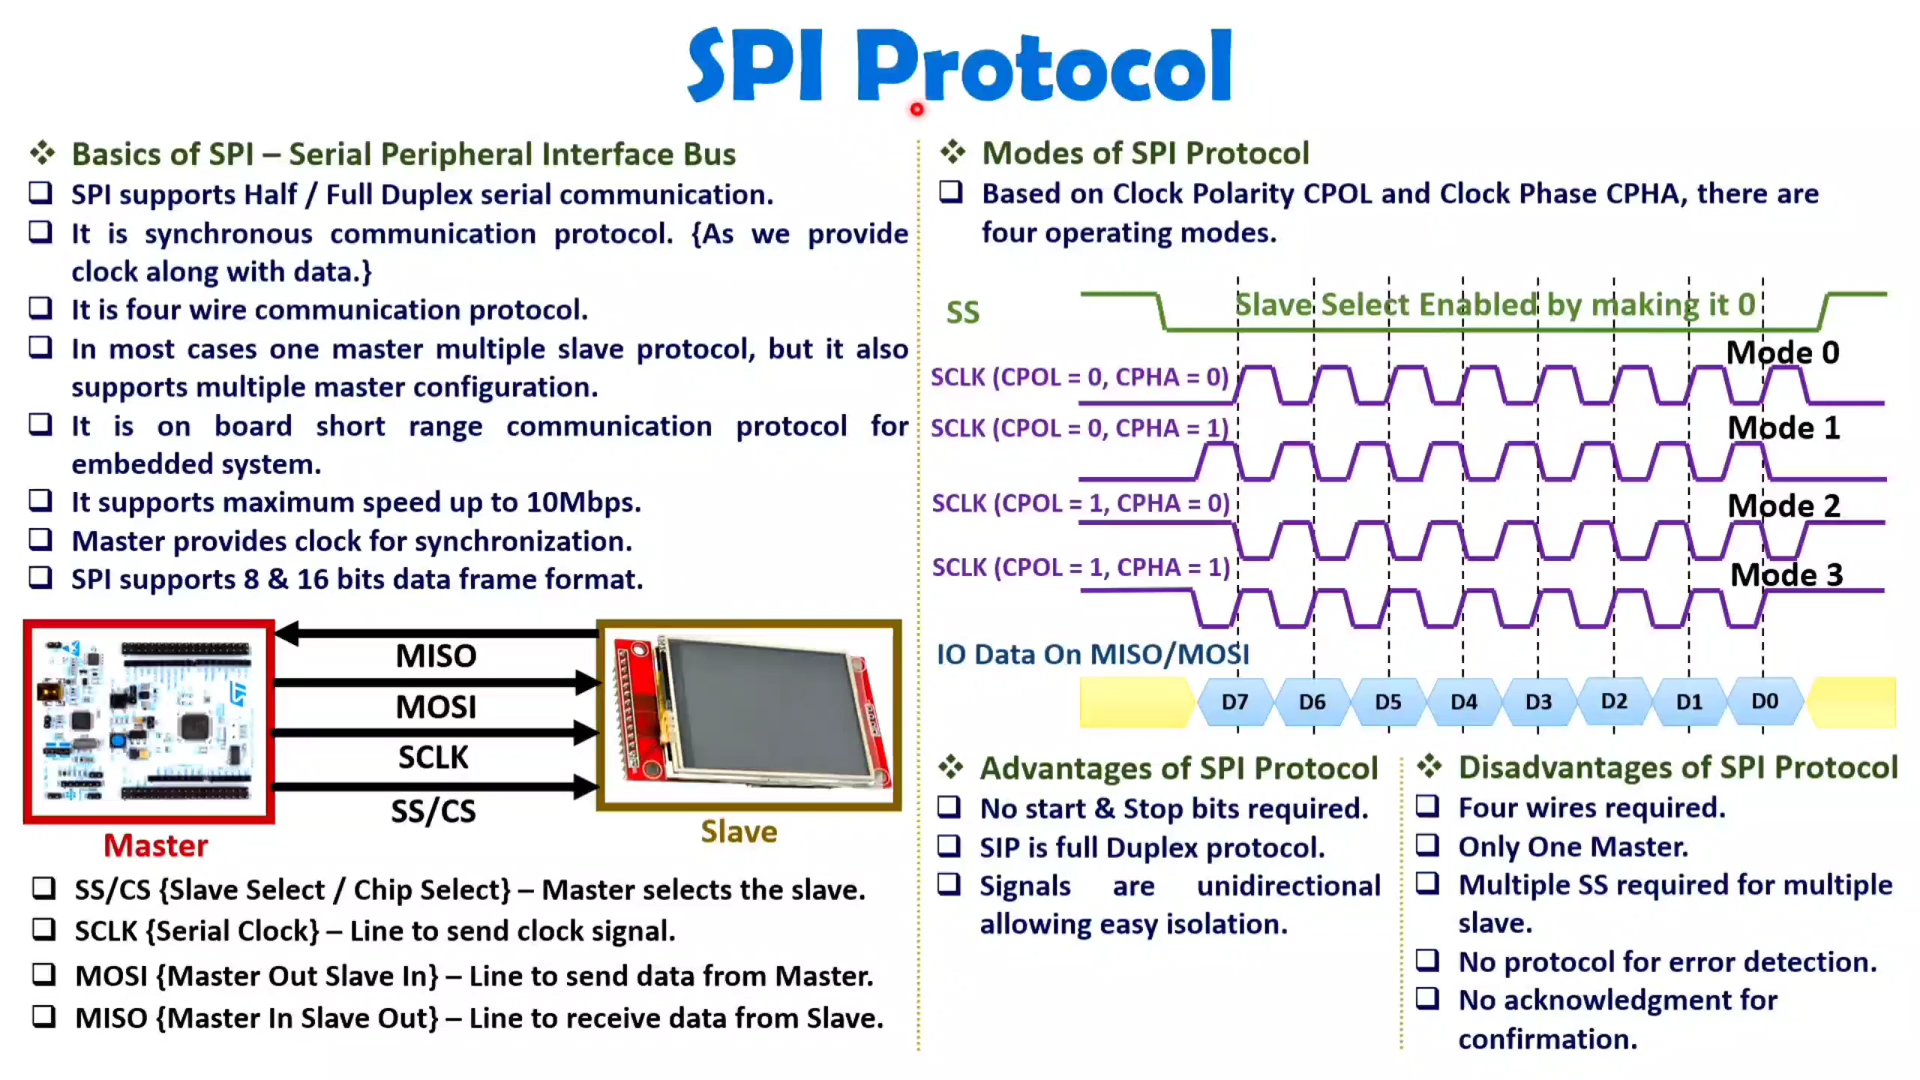 SPI Protocol
❖ Basics of SPI – Serial Peripheral Interface Bus
❑ SPI supports Half / Full Duplex serial communication.
❑ It is synchronous communication protocol. {As we provide
clock along with data.}
❑ It is four wire communication protocol.
❑ In most cases one master multiple slave protocol, but it also
supports multiple master configuration.
❑ It is on board short range communication protocol for
embedded system.
❑ It supports maximum speed up to 10Mbps.
❑ Master provides clock for synchronization.
❑ SPI supports 8 & 16 bits data frame format.
MISO
MOSI
SCLK
SS/CS
Master
Slave
❑ SS/CS {Slave Select / Chip Select} – Master selects the slave.
❑ SCLK {Serial Clock} – Line to send clock signal.
❑ MOSI {Master Out Slave In} – Line to send data from Master.
❑ MISO {Master In Slave Out} – Line to receive data from Slave.
❖ Modes of SPI Protocol
❑ Based on Clock Polarity CPOL and Clock Phase CPHA, there are
four operating modes.
SS
Slave Select Enabled by making it 0
Mode 0
SCLK (CPOL = 0, CPHA = 0)
Mode 1
SCLK (CPOL = 0, CPHA = 1)
Mode 2
SCLK (CPOL = 1, CPHA = 0)
Mode 3
SCLK (CPOL = 1, CPHA = 1)
IO Data On MISO/MOSI
D7 D6 D5 D4 D3 D2 D1 D0
❖ Advantages of SPI Protocol
❑ No start & Stop bits required.
❑ SIP is full Duplex protocol.
❑ Signals are unidirectional
allowing easy isolation.
❖ Disadvantages of SPI Protocol
❑ Four wires required.
❑ Only One Master.
❑ Multiple SS required for multiple
slave.
❑ No protocol for error detection.
❑ No acknowledgment for
confirmation.